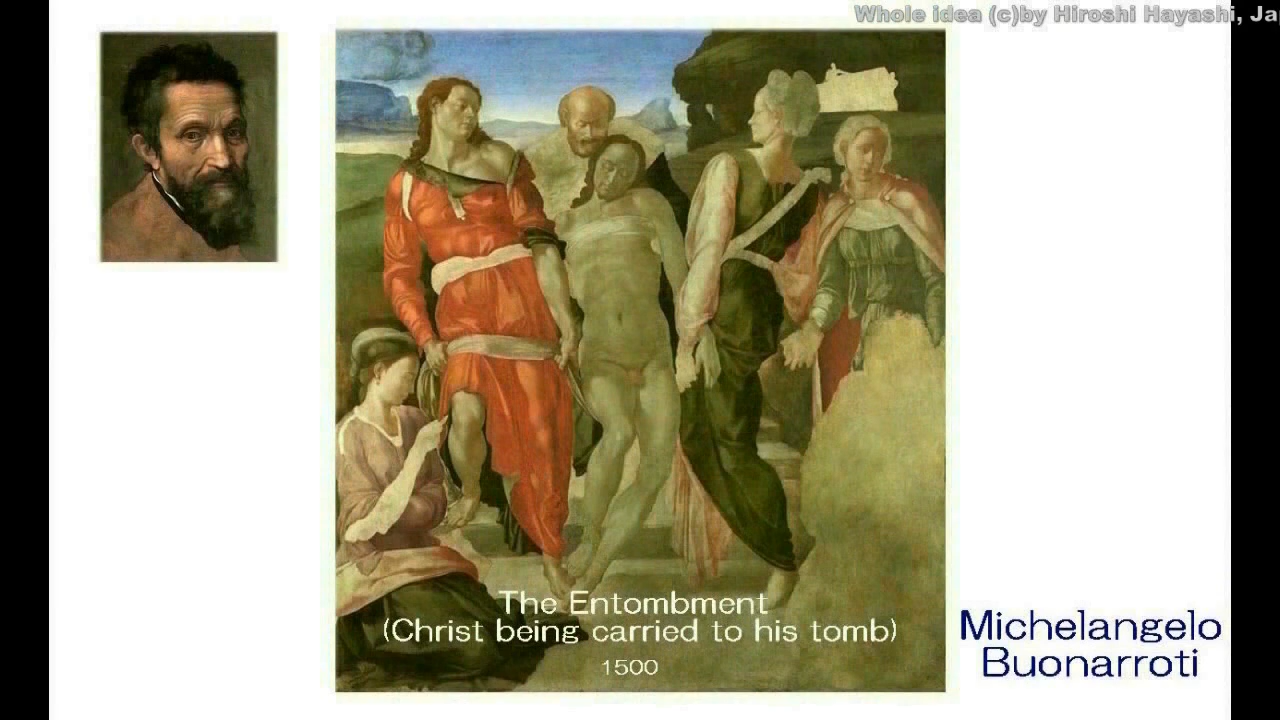 Whole idea (c)by Hiroshi Hayashi, Ja
The Entombment
(Christ being carried to his tomb)
1500
Michelangelo
Buonarroti